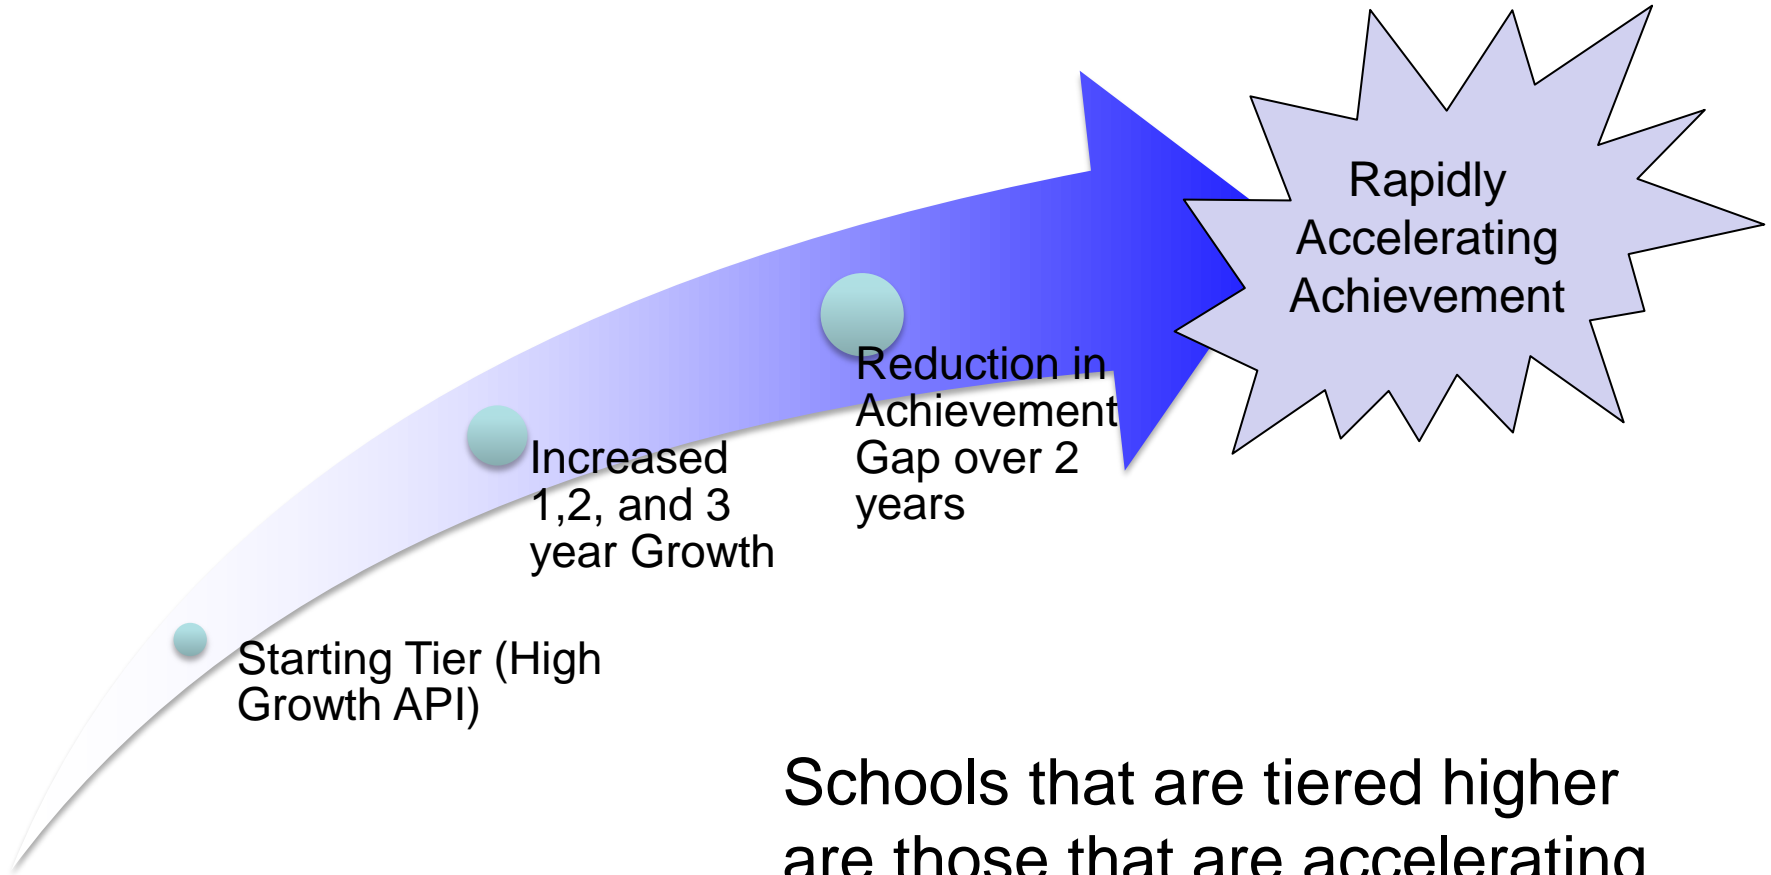 Rapidly
Accelerating
Achievement
Reduction in
Achievement
Gap over 2
years
Increased
1,2, and 3
year Growth
Starting Tier (High
Growth API)
Schools that are tiered higher
are those that are accelerating